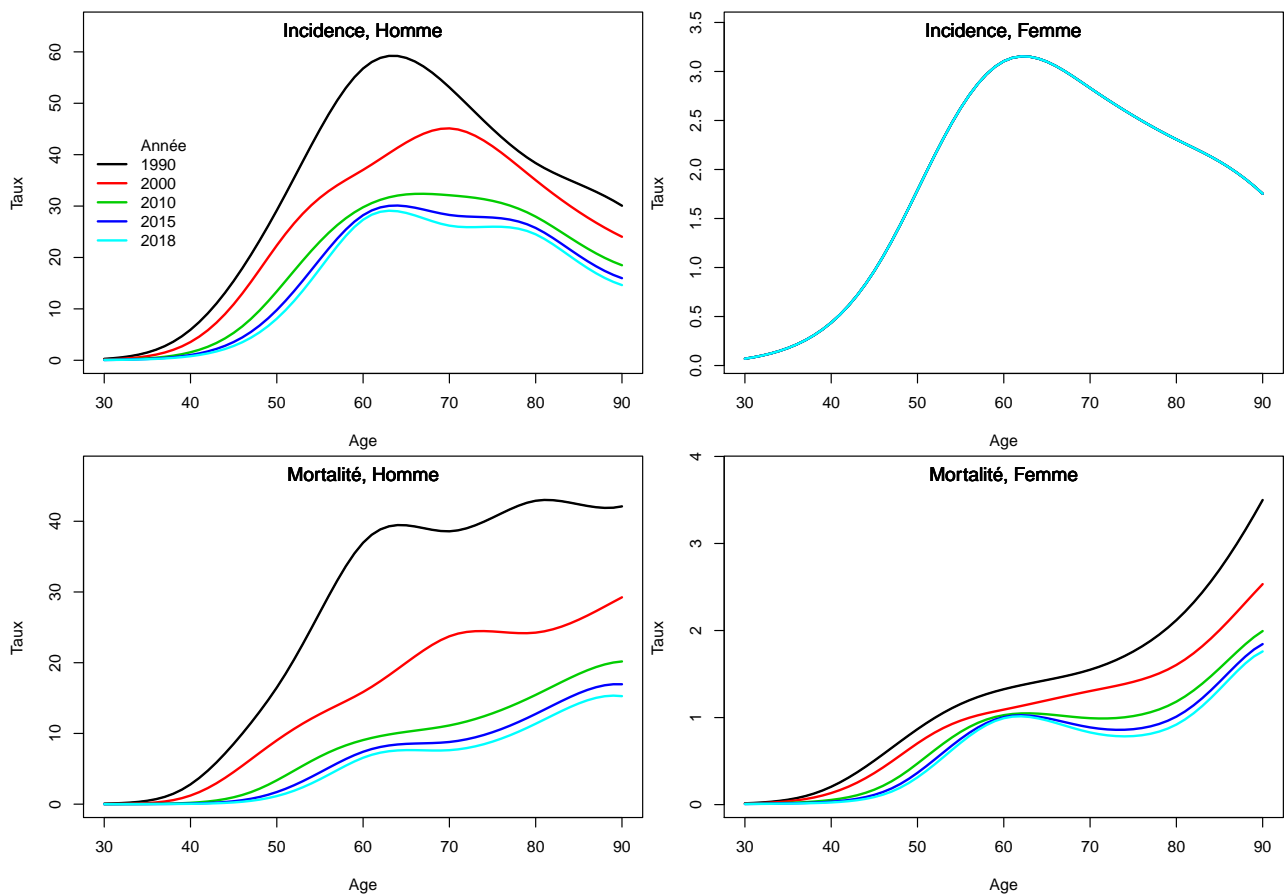 Incidence, Homme
60
50
40
30
20
10
0
Taux
Année
1990
2000
2010
2015
2018
30 40 50 60 70 80 90
Age
Incidence, Femme
3.5
3.0
2.5
2.0
1.5
1.0
0.5
0.0
Taux
30 40 50 60 70 80 90
Age
Mortalité, Homme
40
30
20
10
0
Taux
30 40 50 60 70 80 90
Age
Mortalité, Femme
4
3
2
1
0
Taux
30 40 50 60 70 80 90
Age